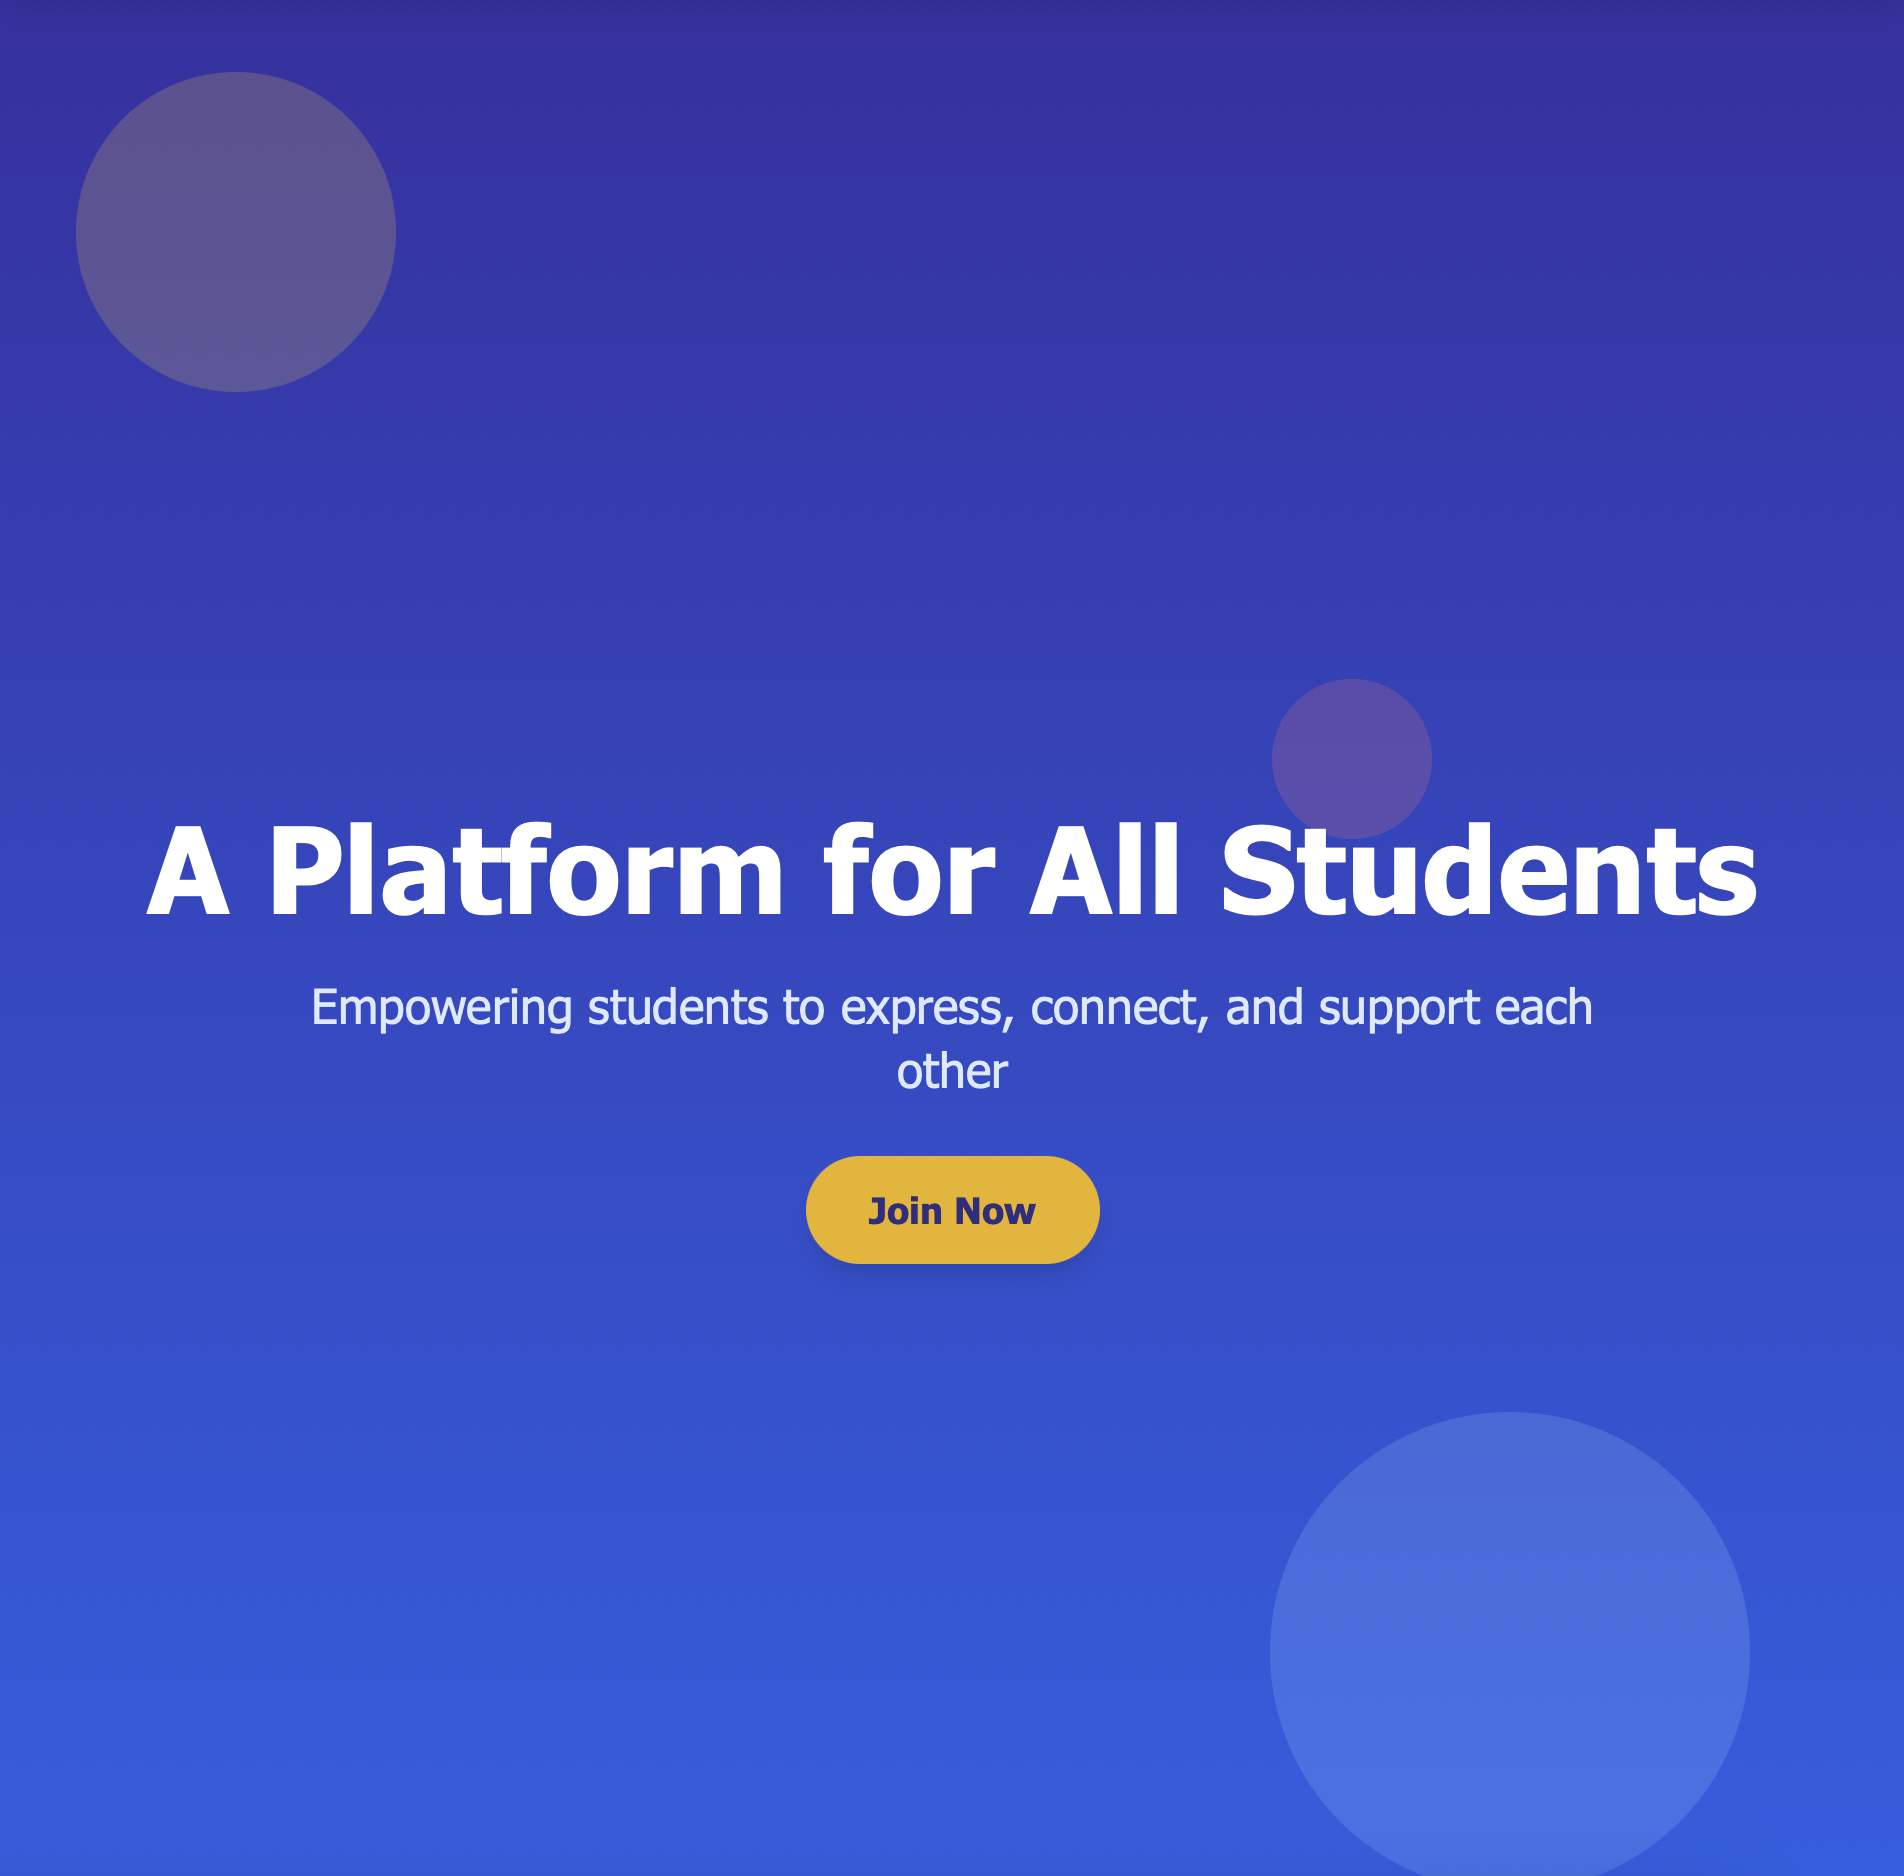 A Platform for All Students
Empowering students to express, connect, and support each
other
Join Now